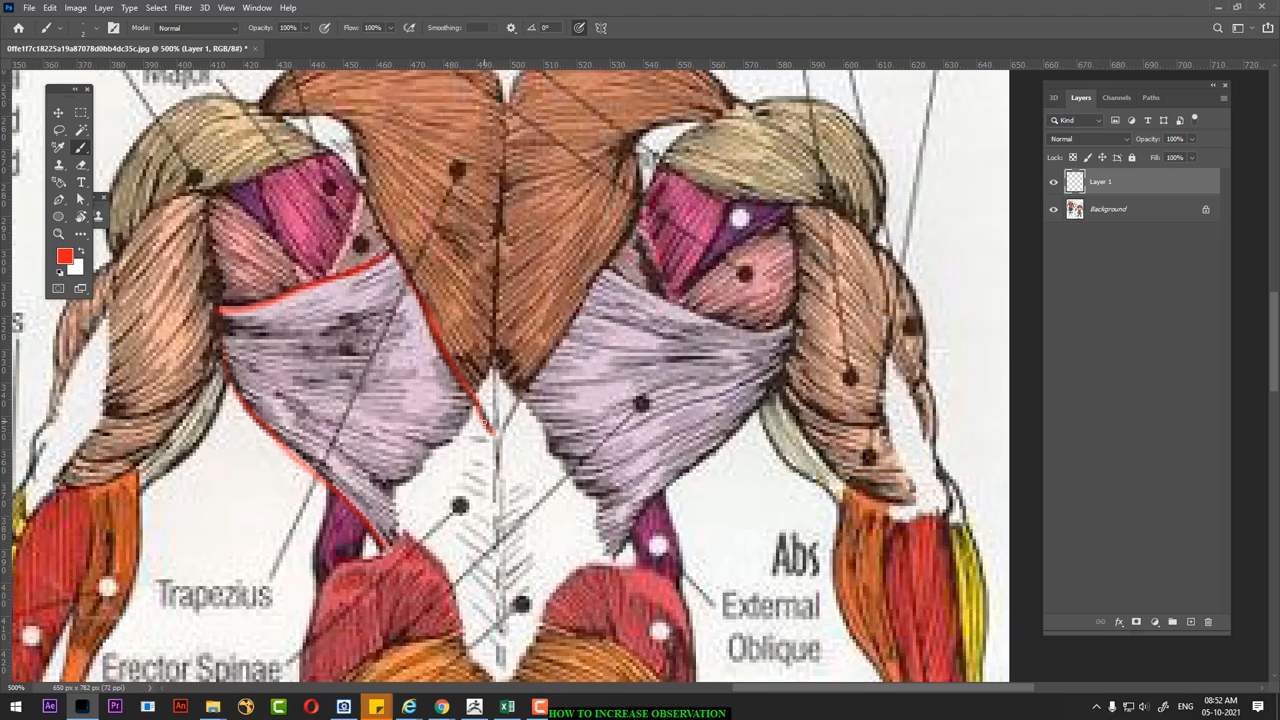 File Edit Image Layer Type Select Filter 3D View Window Help
2 Mode: Normal Opacity: 100% Flow: 100% Smoothing: 0°
0ffe1f7c18225a19a87078d0bb4dc35c.jpg @ 500% (Layer 1, RGB/8#) * ×
350 360 370 380 390 400 410 420 430 440 450 460 470 480 490 500 510 520 530 540 550 560 570 580 590 600 610 620 630 640 650 660 670 680 690 700 710 720
3D Layers Channels Paths
Kind
Normal Opacity: 100%
Lock: Fill: 100%
Layer 1
Background
Abs
External
Oblique
Trapezius
Erector Spinae
500% 650 px x 762 px (72 ppi)
08:52 AM
ENG
05-10-2021
HOW TO INCREASE OBSERVATION